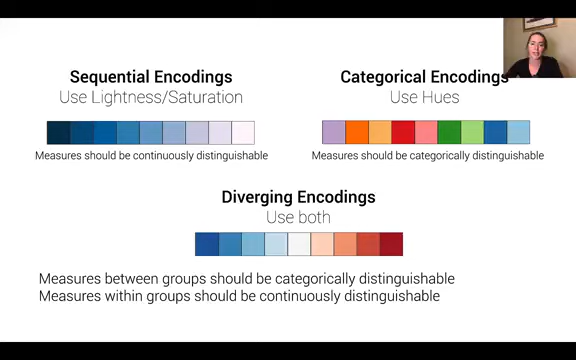 Sequential Encodings
Use Lightness/Saturation
Measures should be continuously distinguishable
Categorical Encodings
Use Hues
Measures should be categorically distinguishable
Diverging Encodings
Use both
Measures between groups should be categorically distinguishable
Measures within groups should be continuously distinguishable